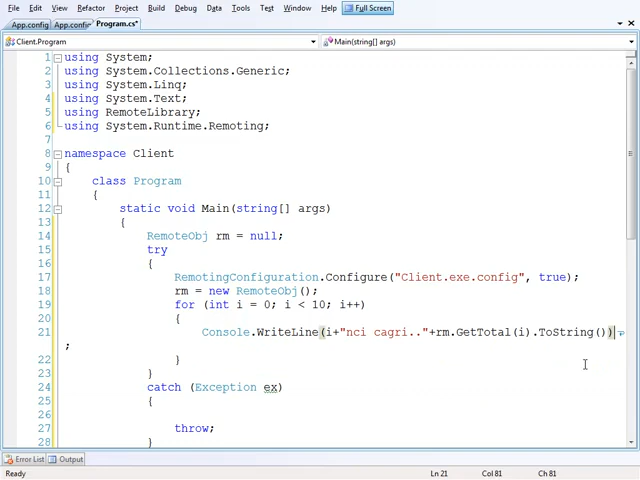 File Edit View Refactor Project Build Debug Data Tools Test Window Help Full Screen
App.config App.config Program.cs*
Client.Program Main(string[] args)
1 using System;
2 using System.Collections.Generic;
3 using System.Linq;
4 using System.Text;
5 using RemoteLibrary;
6 using System.Runtime.Remoting;
7
8 namespace Client
9 {
10 class Program
11 {
12 static void Main(string[] args)
13 {
14 RemoteObj rm = null;
15 try
16 {
17 RemotingConfiguration.Configure("Client.exe.config", true);
18 rm = new RemoteObj();
19 for (int i = 0; i < 10; i++)
20 {
21 Console.WriteLine(i+"nci cagri.."+rm.GetTotal(i).ToString())
;
22 }
23 }
24 catch (Exception ex)
25 {
26
27 throw;
28 }
Error List Output
Ready Ln 21 Col 81 Ch 81